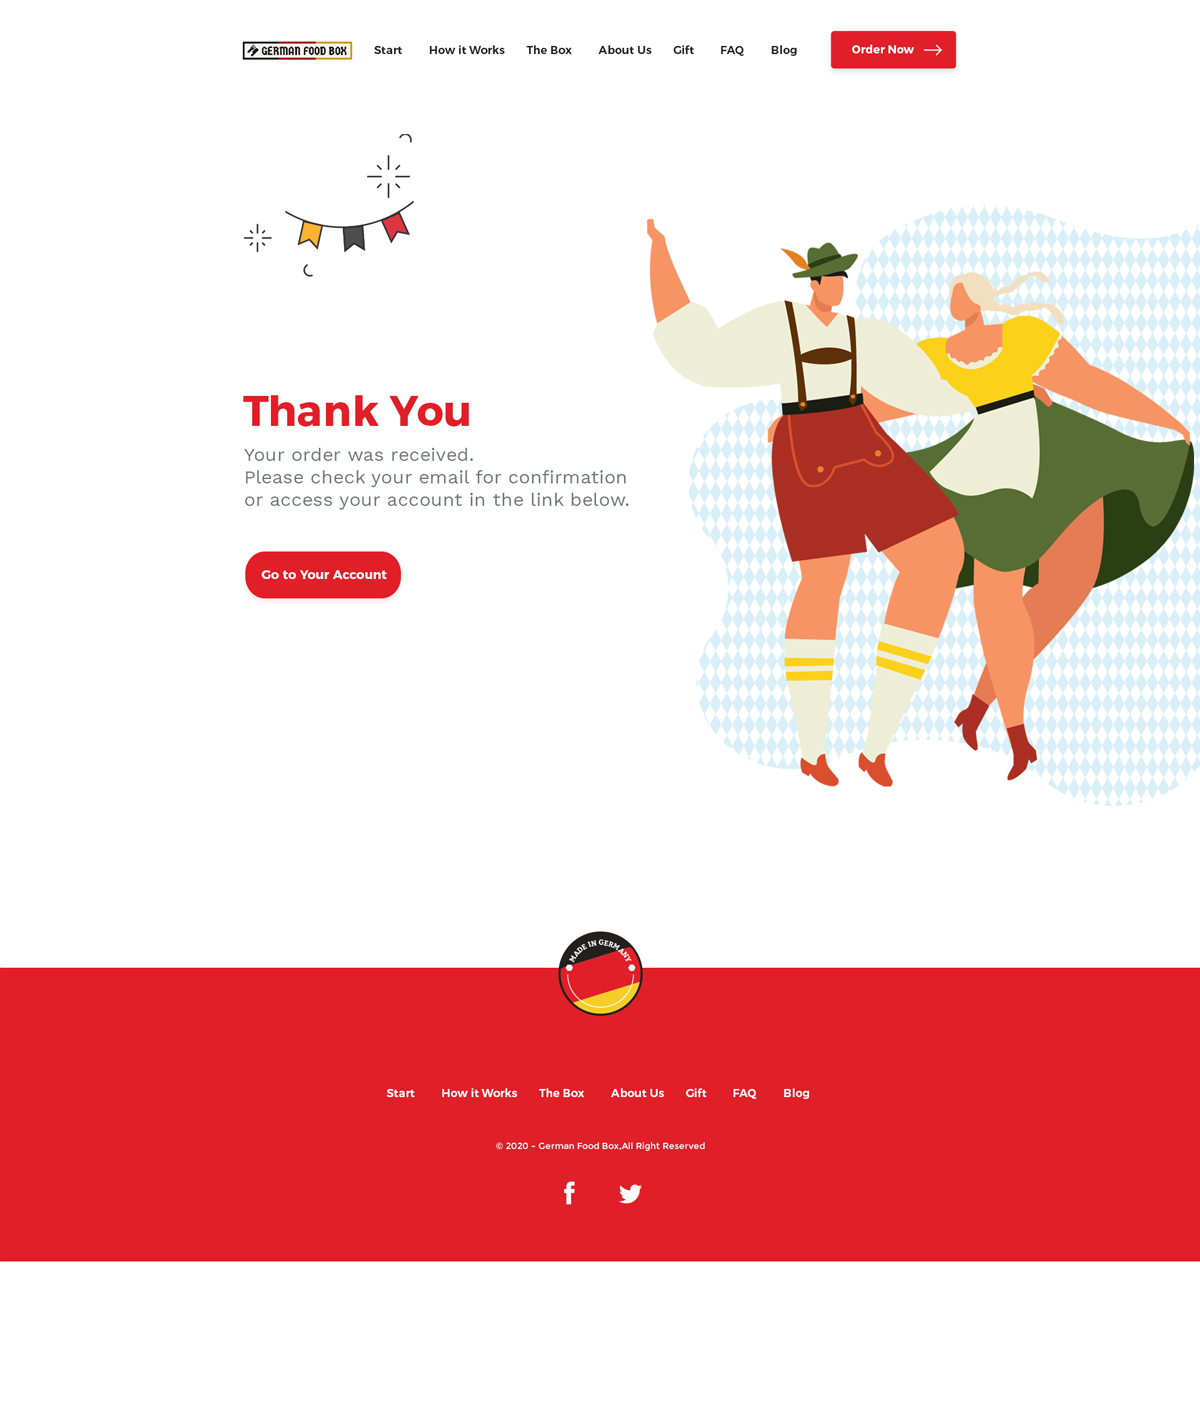 GERMAN FOOD BOX
Start How it Works The Box About Us Gift FAQ Blog
Order Now
Thank You
Your order was received.
Please check your email for confirmation
or access your account in the link below.
Go to Your Account
MADE IN GERMANY
Start How it Works The Box About Us Gift FAQ Blog
© 2020 - German Food Box,All Right Reserved